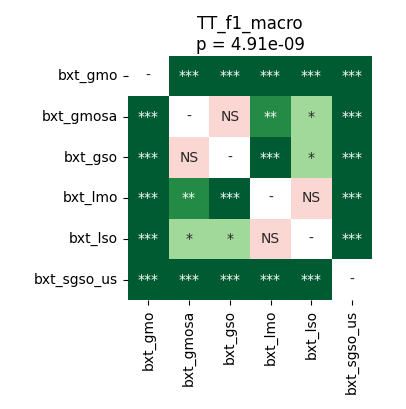 TT_f1_macro
p = 4.91e-09
bxt_gmo - *** *** *** *** ***
bxt_gmosa *** - NS ** * ***
bxt_gso *** NS - *** * ***
bxt_lmo *** ** *** - NS ***
bxt_lso *** * * NS - ***
bxt_sgso_us *** *** *** *** *** -
bxt_gmo bxt_gmosa bxt_gso bxt_lmo bxt_lso bxt_sgso_us